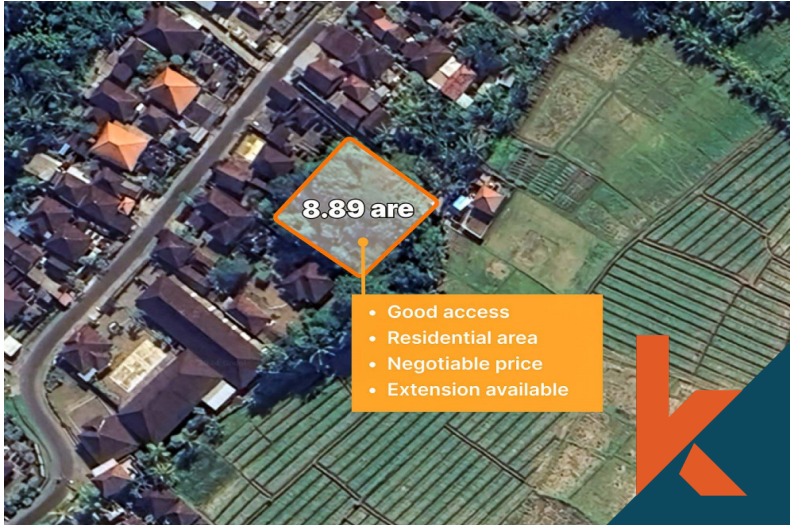 8.89 are
• Good access
• Residential area
• Negotiable price
• Extension available